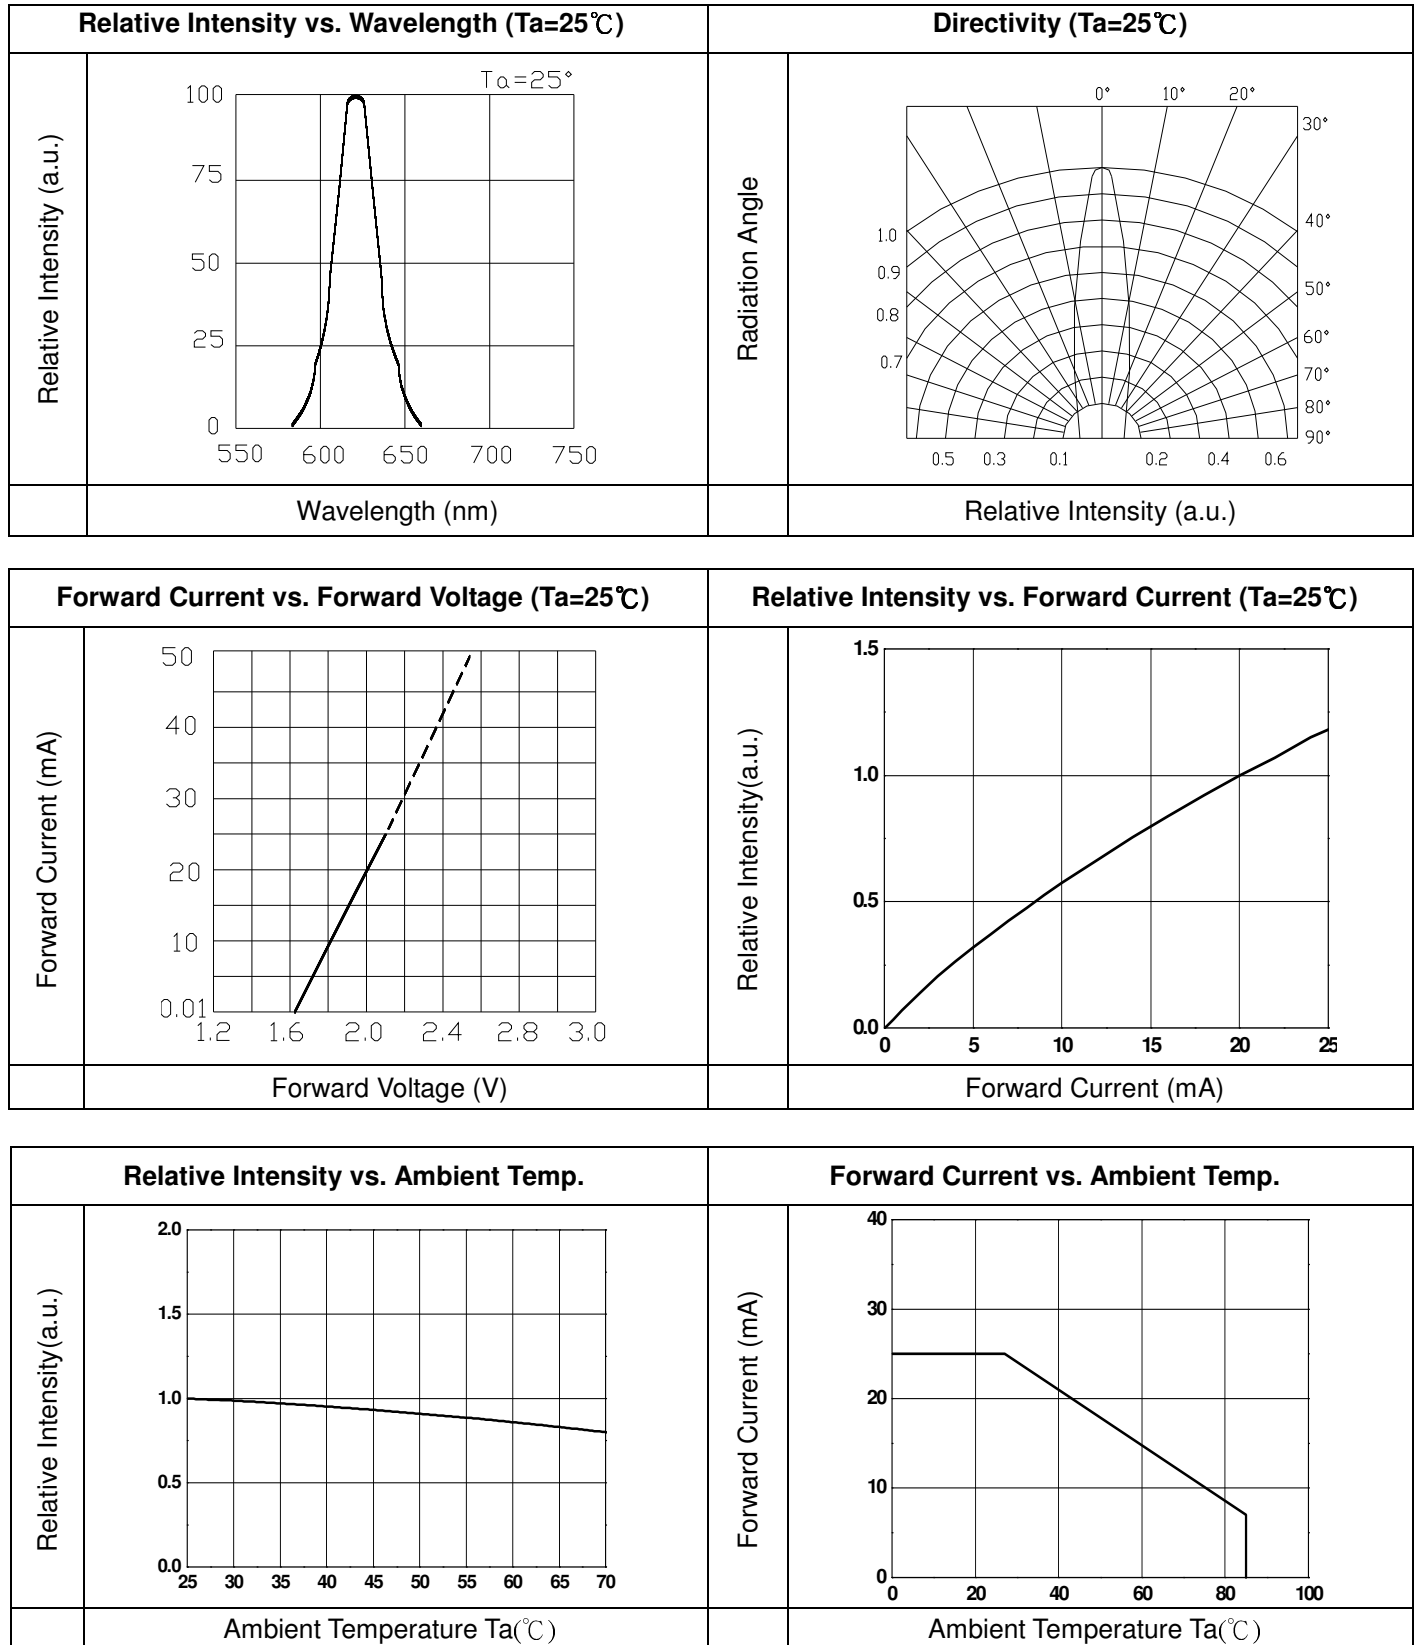 Relative Intensity vs. Wavelength (Ta=25℃)
Directivity (Ta=25℃)
Relative Intensity (a.u.)
Ta=25°
100
75
50
25
0
550 600 650 700 750
Wavelength (nm)
Radiation Angle
0° 10° 20°
30°
40°
50°
60°
70°
80°
90°
1.0
0.9
0.8
0.7
0.5 0.3 0.1 0.2 0.4 0.6
Relative Intensity (a.u.)
Forward Current vs. Forward Voltage (Ta=25℃)
Relative Intensity vs. Forward Current (Ta=25℃)
Forward Current (mA)
50
40
30
20
10
0.01
1.2 1.6 2.0 2.4 2.8 3.0
Forward Voltage (V)
Relative Intensity(a.u.)
1.5
1.0
0.5
0.0
0 5 10 15 20 25
Forward Current (mA)
Relative Intensity vs. Ambient Temp.
Forward Current vs. Ambient Temp.
Relative Intensity(a.u.)
2.0
1.5
1.0
0.5
0.0
25 30 35 40 45 50 55 60 65 70
Ambient Temperature Ta(℃)
Forward Current (mA)
40
30
20
10
0
0 20 40 60 80 100
Ambient Temperature Ta(℃)